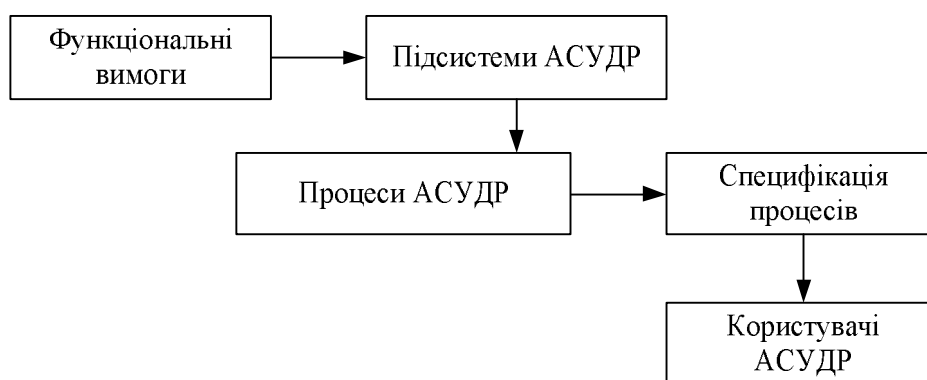 Функціональні
вимоги
Підсистеми АСУДР
Процеси АСУДР
Специфікація
процесів
Користувачі
АСУДР